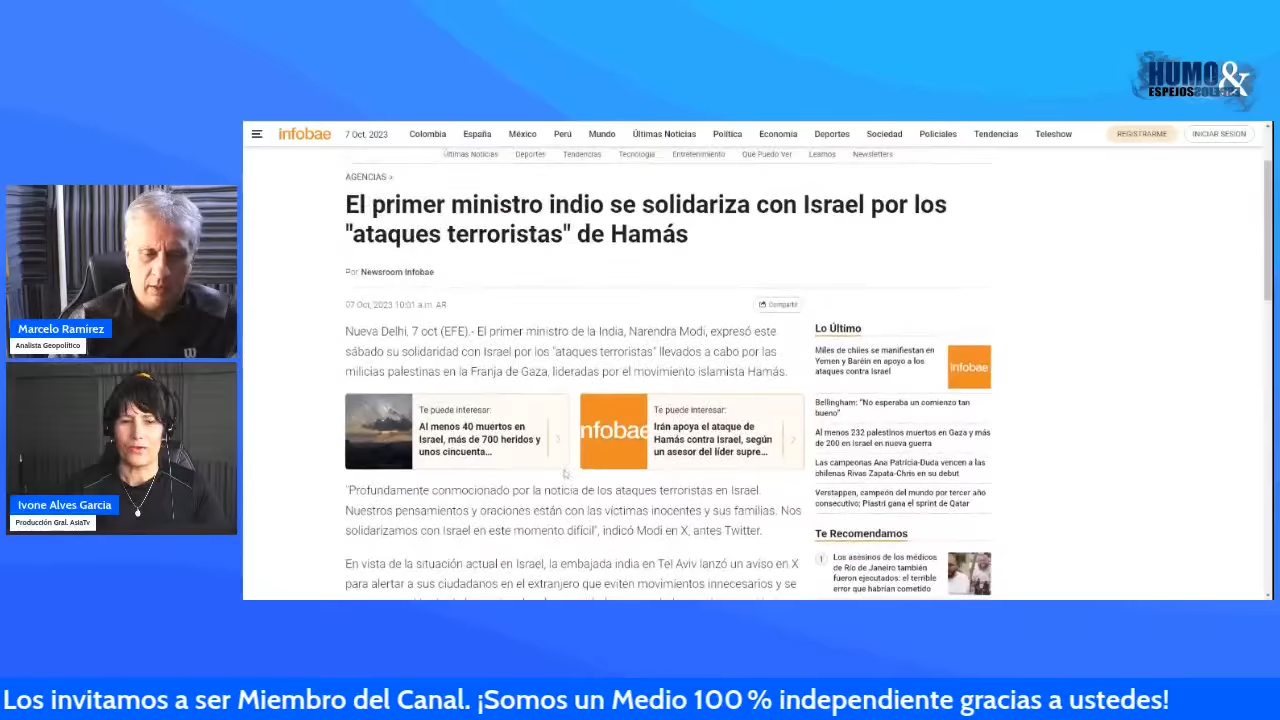 HUMO &
ESPEJOS
infobae
7 Oct, 2023
Colombia España México Perú Mundo Últimas Noticias Política Economía Deportes Sociedad Policiales Tendencias Teleshow
REGISTRARME
INICIAR SESIÓN
Últimas Noticias Deportes Tendencias Tecnología Entretenimiento Qué Puedo Ver Leamos Newsletters
AGENCIAS >
El primer ministro indio se solidariza con Israel por los
"ataques terroristas" de Hamás
Por Newsroom Infobae
07 Oct, 2023 10:01 a.m. AR
Compartir
Nueva Delhi, 7 oct (EFE).- El primer ministro de la India, Narendra Modi, expresó este
sábado su solidaridad con Israel por los "ataques terroristas" llevados a cabo por las
milicias palestinas en la Franja de Gaza, lideradas por el movimiento islamista Hamás.
Te puede interesar:
Al menos 40 muertos en
Israel, más de 700 heridos y
unos cincuenta...
nfobae
Te puede interesar:
Irán apoya el ataque de
Hamás contra Israel, según
un asesor del líder supre...
"Profundamente conmocionado por la noticia de los ataques terroristas en Israel.
Nuestros pensamientos y oraciones están con las víctimas inocentes y sus familias. Nos
solidarizamos con Israel en este momento difícil", indicó Modi en X, antes Twitter.
En vista de la situación actual en Israel, la embajada india en Tel Aviv lanzó un aviso en X
para alertar a sus ciudadanos en el extranjero que eviten movimientos innecesarios y se
Lo Último
Miles de chiíes se manifiestan en
Yemen y Baréin en apoyo a los
ataques contra Israel
infobae
Bellingham: "No esperaba un comienzo tan
bueno"
Al menos 232 palestinos muertos en Gaza y más
de 200 en Israel en nueva guerra
Las campeonas Ana Patrícia-Duda vencen a las
chilenas Rivas Zapata-Chris en su debut
Verstappen, campeón del mundo por tercer año
consecutivo; Piastri gana el sprint de Qatar
Te Recomendamos
1
Los asesinos de los médicos
de Río de Janeiro también
fueron ejecutados: el terrible
error que habrían cometido
Marcelo Ramírez
Analista Geopolítico
Ivone Alves Garcia
Producción Gral. AsiaTv
Los invitamos a ser Miembro del Canal. ¡Somos un Medio 100 % independiente gracias a ustedes!